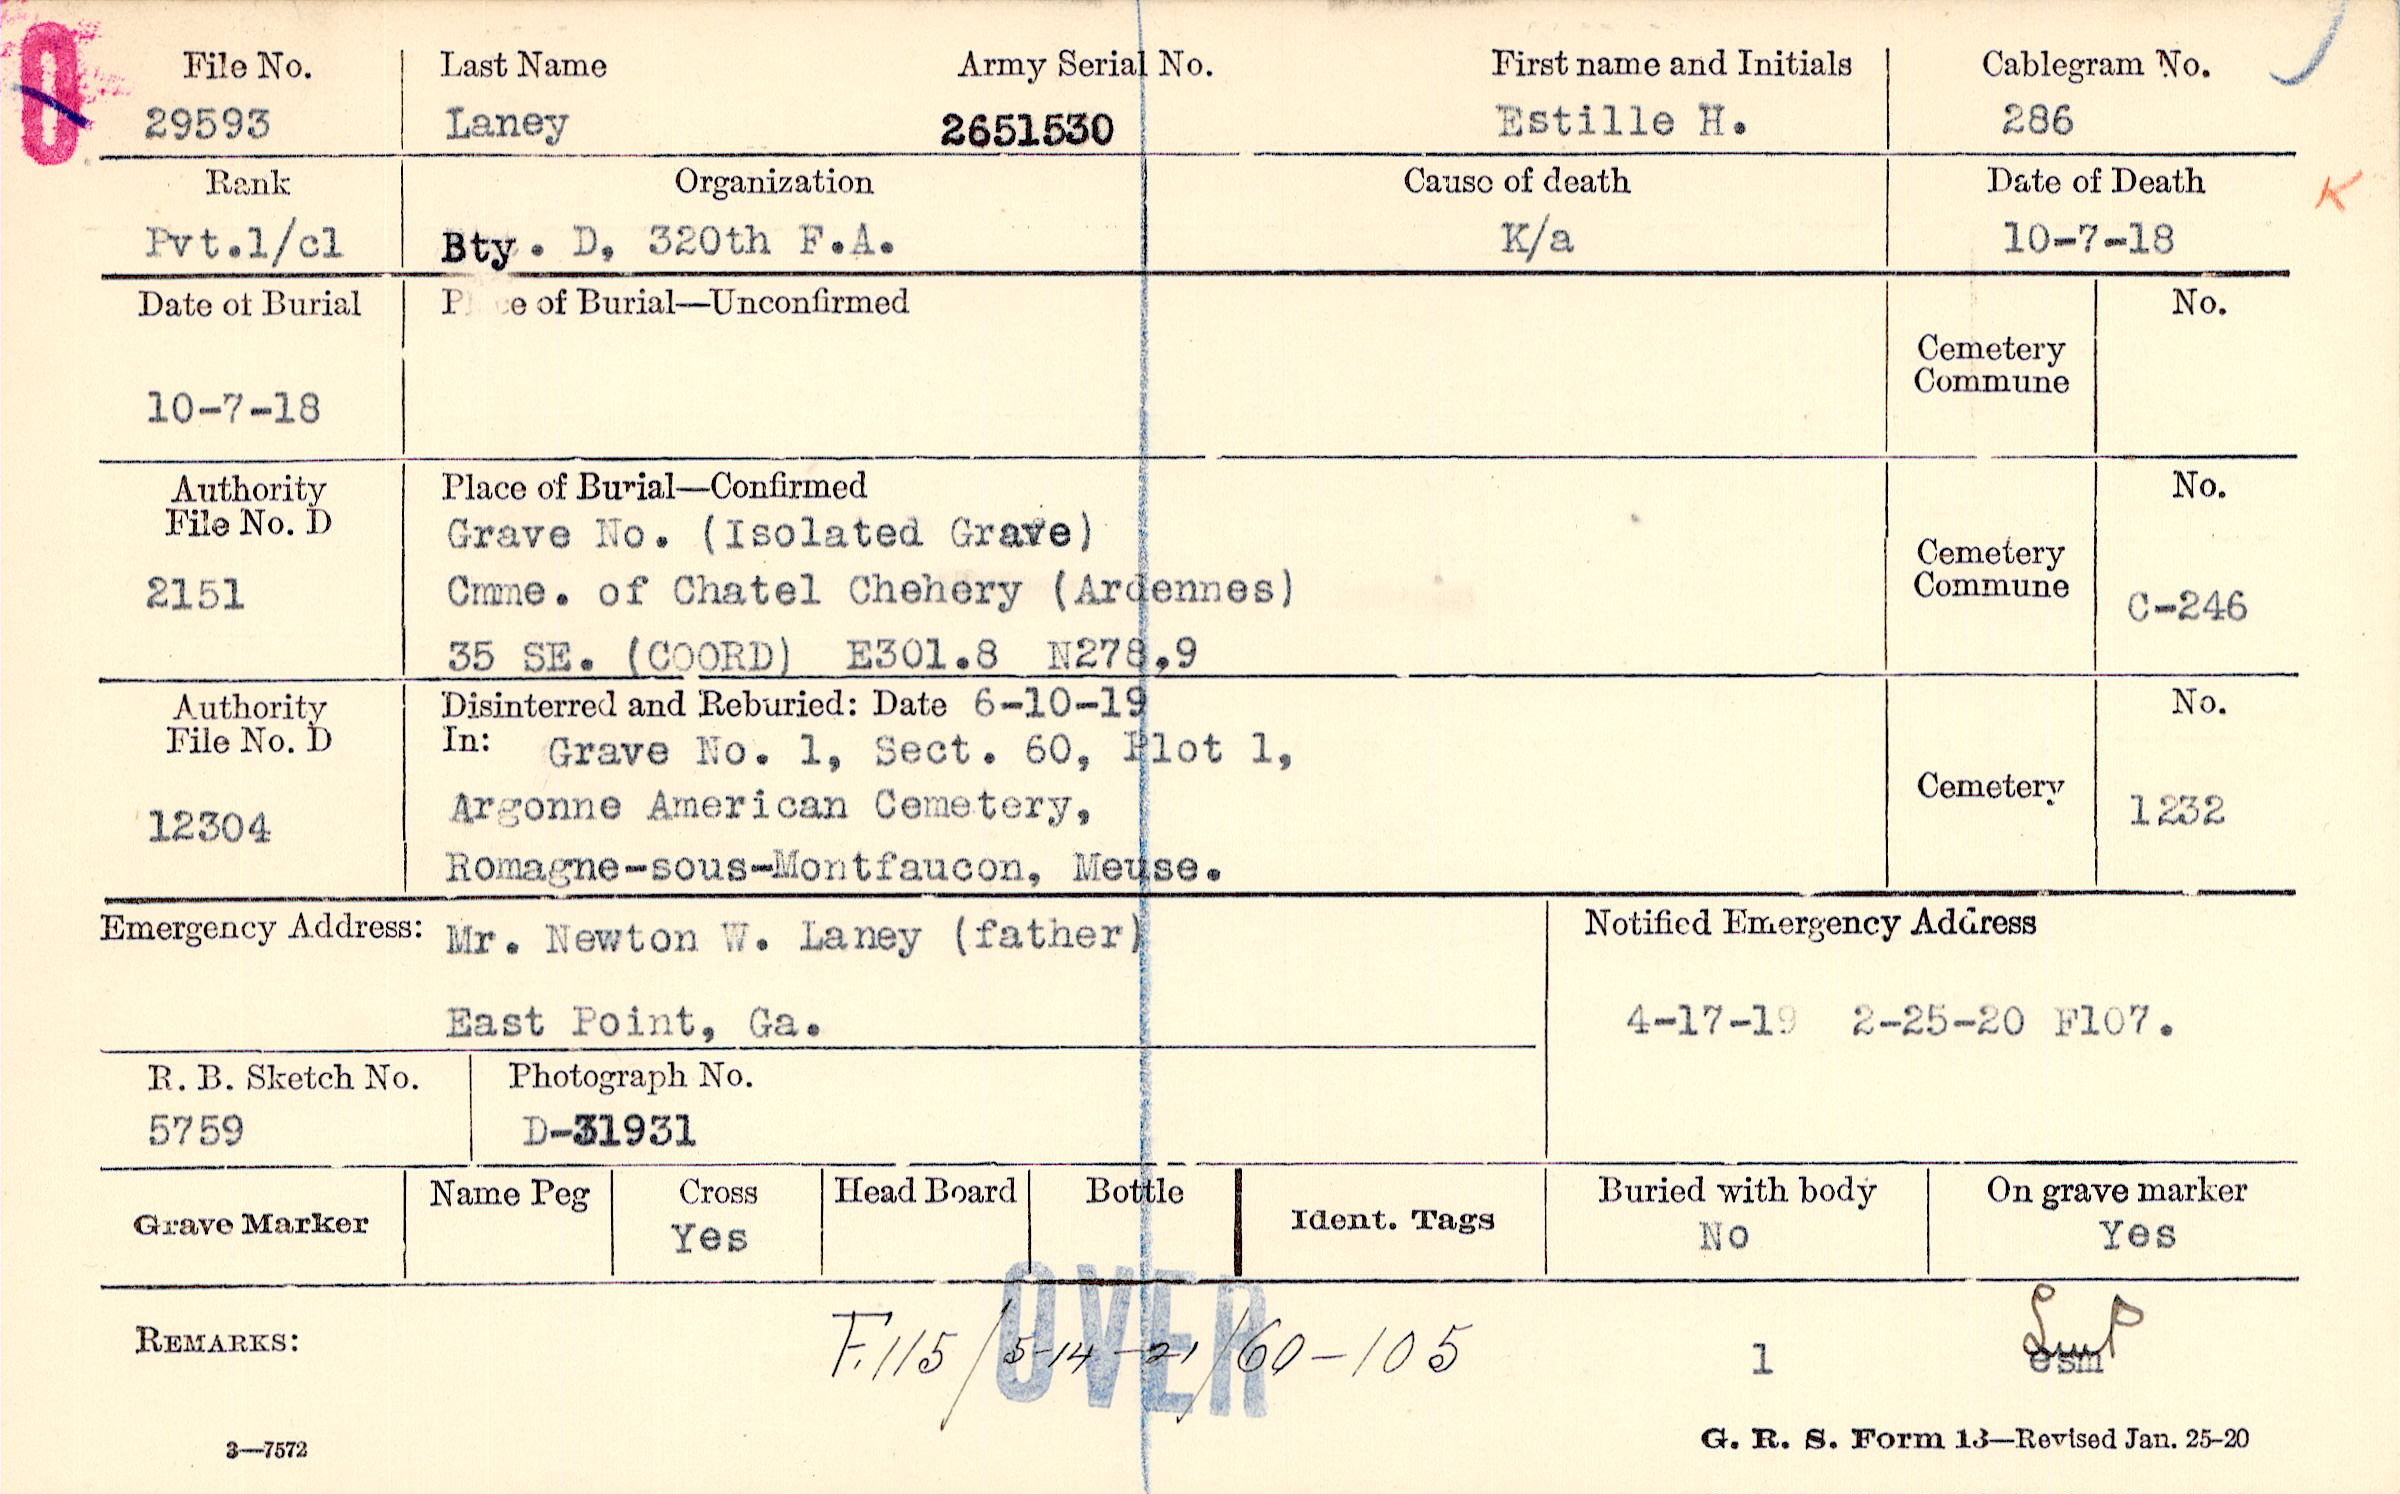 0
File No. Last Name Army Serial No. First name and Initials Cablegram No.
29593 Laney 2651530 Estille H. 286
Rank Organization Cause of death Date of Death K
Pvt.1/cl Bty. D, 320th F.A. K/a 10-7-18
Date of Burial P e of Burial—Unconfirmed No.
Cemetery
Commune
10-7-18
Authority Place of Burial—Confirmed No.
File No. D Grave No. (Isolated Grave)
Cemetery
2151 Cmne. of Chatel Chehery (Ardennes) Commune C-246
35 SE. (COORD) E301.8 N278.9
Authority Disinterred and Reburied: Date 6-10-19 No.
File No. D In: Grave No. 1, Sect. 60, Plot 1,
Cemetery
12304 Argonne American Cemetery, 1232
Romagne-sous-Montfaucon, Meuse.
Emergency Address: Mr. Newton W. Laney (father) Notified Emergency Address
East Point, Ga. 4-17-19 2-25-20 F107.
R. B. Sketch No. Photograph No.
5759 D-31931
Grave Marker Name Peg Cross Head Board Bottle Ident. Tags Buried with body On grave marker
Yes No Yes
OVER
REMARKS: F.115/5-14-21/60-105 1 esm
3—7572 G. R. S. Form 13—Revised Jan. 25-20